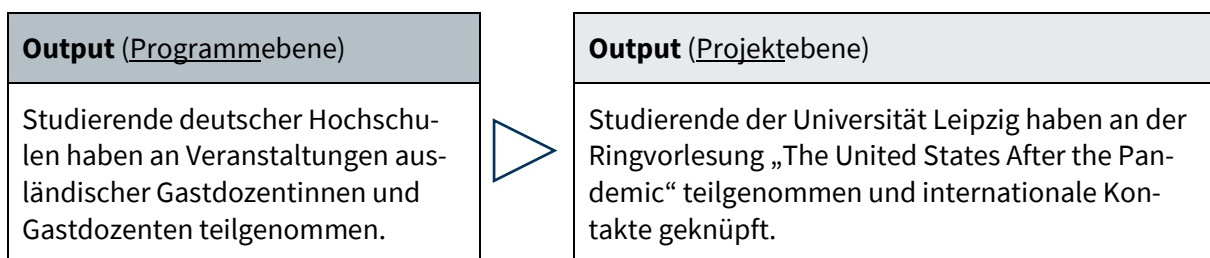 Output (Programmebene)
Studierende deutscher Hochschu-
len haben an Veranstaltungen aus-
ländischer Gastdozentinnen und
Gastdozenten teilgenommen.
Output (Projektebene)
Studierende der Universität Leipzig haben an der
Ringvorlesung „The United States After the Pan-
demic“ teilgenommen und internationale Kon-
takte geknüpft.